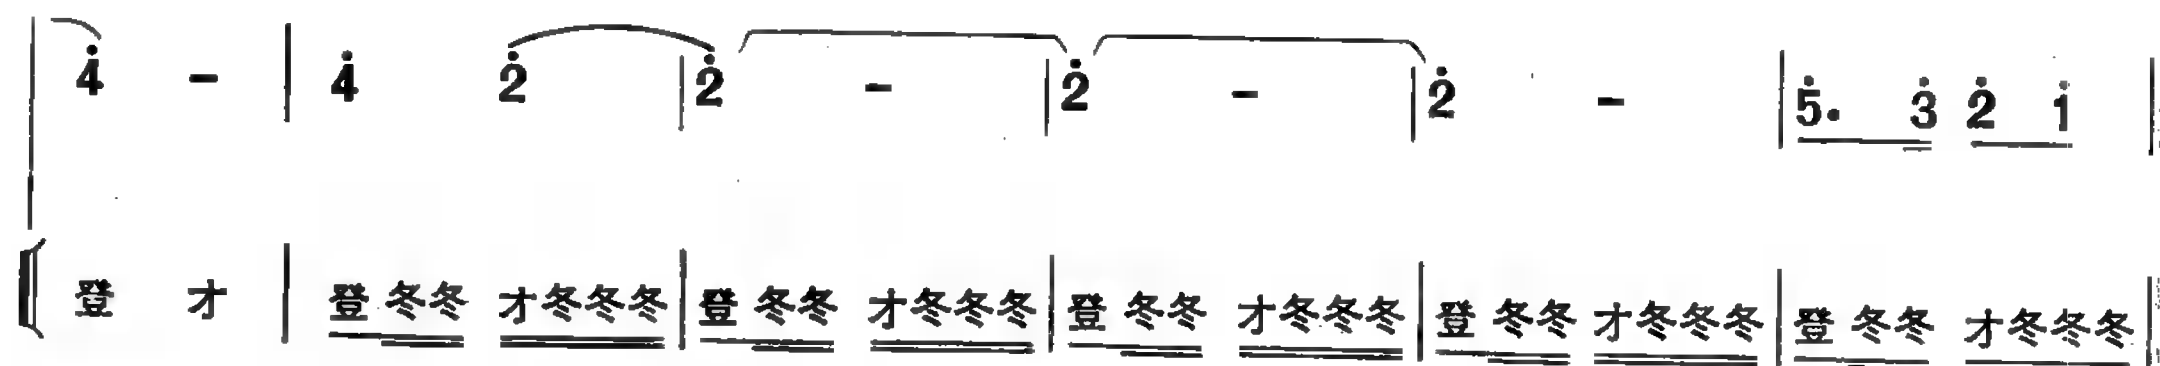 4̇ - | 4̇ 2̇ | 2̇ - | 2̇ - | 2̇ - | 5̇. 3̇ 2̇ 1̇ |
登 才 | 登 冬冬 才冬冬冬 | 登 冬冬 才冬冬冬 | 登 冬冬 才冬冬冬 | 登 冬冬 才冬冬冬 | 登 冬冬 才冬冬冬 |